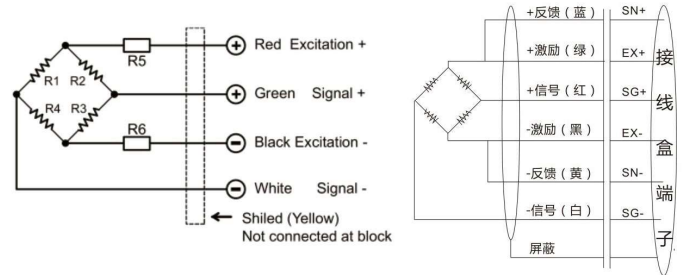 R5
Red Excitation +
R1 R2
Green Signal +
R4 R3
R6
Black Excitation -
White Signal -
Shiled (Yellow)
Not connected at block
+反馈（蓝） SN+
+激励（绿） EX+
+信号（红） SG+
-激励（黑） EX-
-反馈（黄） SN-
-信号（白） SG-
屏蔽
接线盒端子